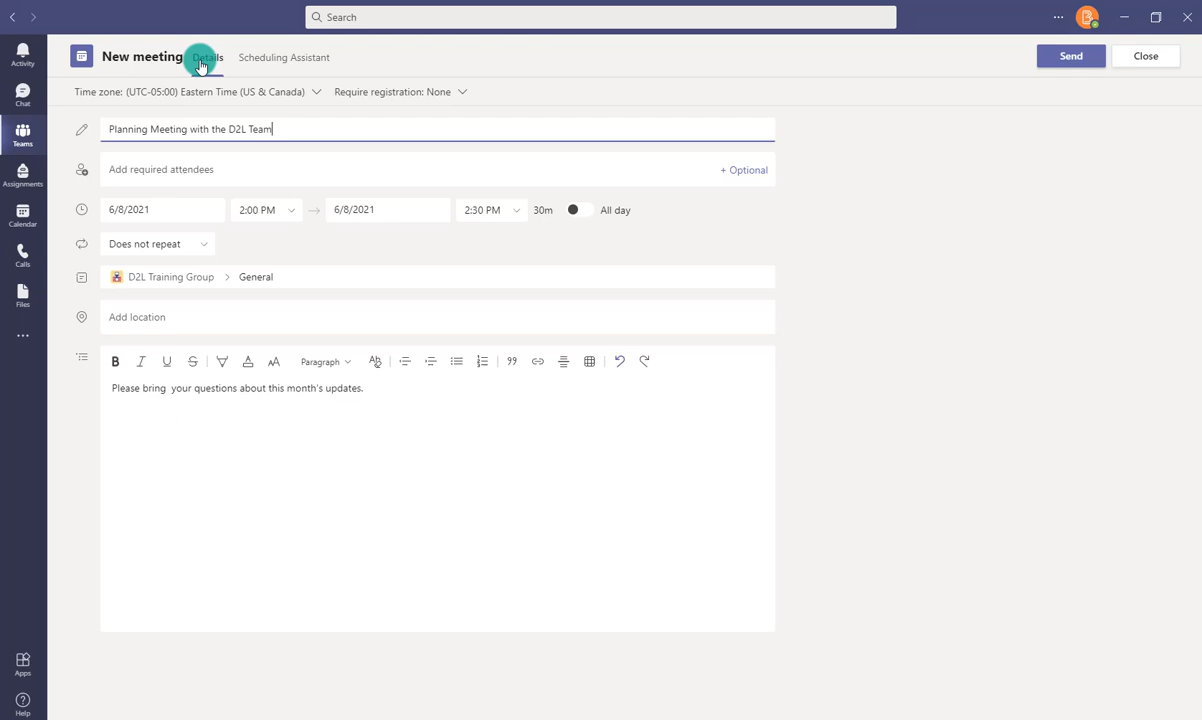 Search
Activity
Chat
Teams
Assignments
Calendar
Calls
Files
Apps
Help
New meeting Details Scheduling Assistant
Send Close
Time zone: (UTC-05:00) Eastern Time (US & Canada) Require registration: None
Planning Meeting with the D2L Team
Add required attendees + Optional
6/8/2021 2:00 PM 6/8/2021 2:30 PM 30m All day
Does not repeat
D2L Training Group > General
Add location
B I U S AA Paragraph Ab
Please bring  your questions about this month's updates.